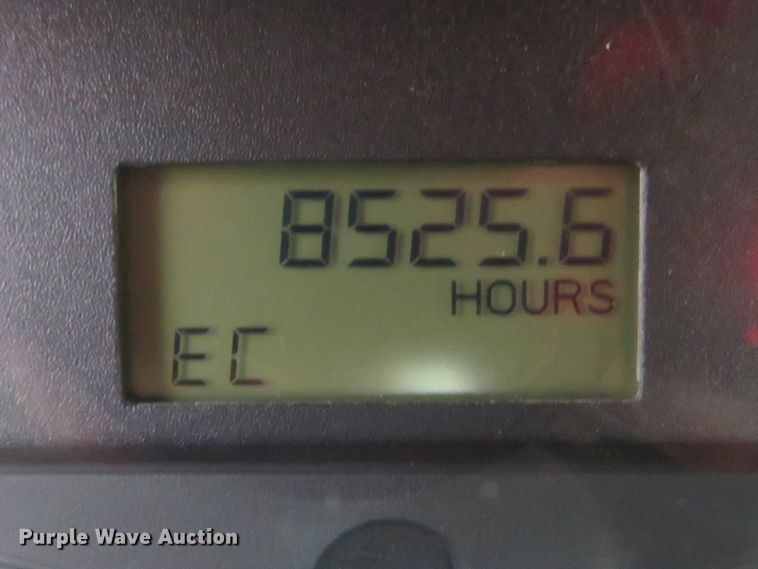 8525.6
HOURS
EC
Purple Wave Auction